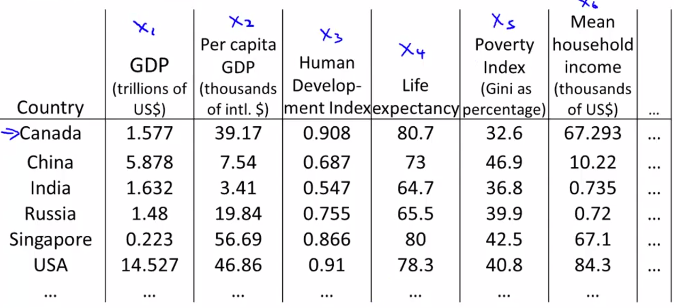 x₁ x₂ x₃ x₄ x₅ x₆
Country | GDP (trillions of US$) | Per capita GDP (thousands of intl. $) | Human Development Index | Life expectancy | Poverty Index (Gini as percentage) | Mean household income (thousands of US$) | ...
→Canada 1.577 39.17 0.908 80.7 32.6 67.293 ...
China 5.878 7.54 0.687 73 46.9 10.22 ...
India 1.632 3.41 0.547 64.7 36.8 0.735 ...
Russia 1.48 19.84 0.755 65.5 39.9 0.72 ...
Singapore 0.223 56.69 0.866 80 42.5 67.1 ...
USA 14.527 46.86 0.91 78.3 40.8 84.3 ...
... ... ... ... ... ... ...